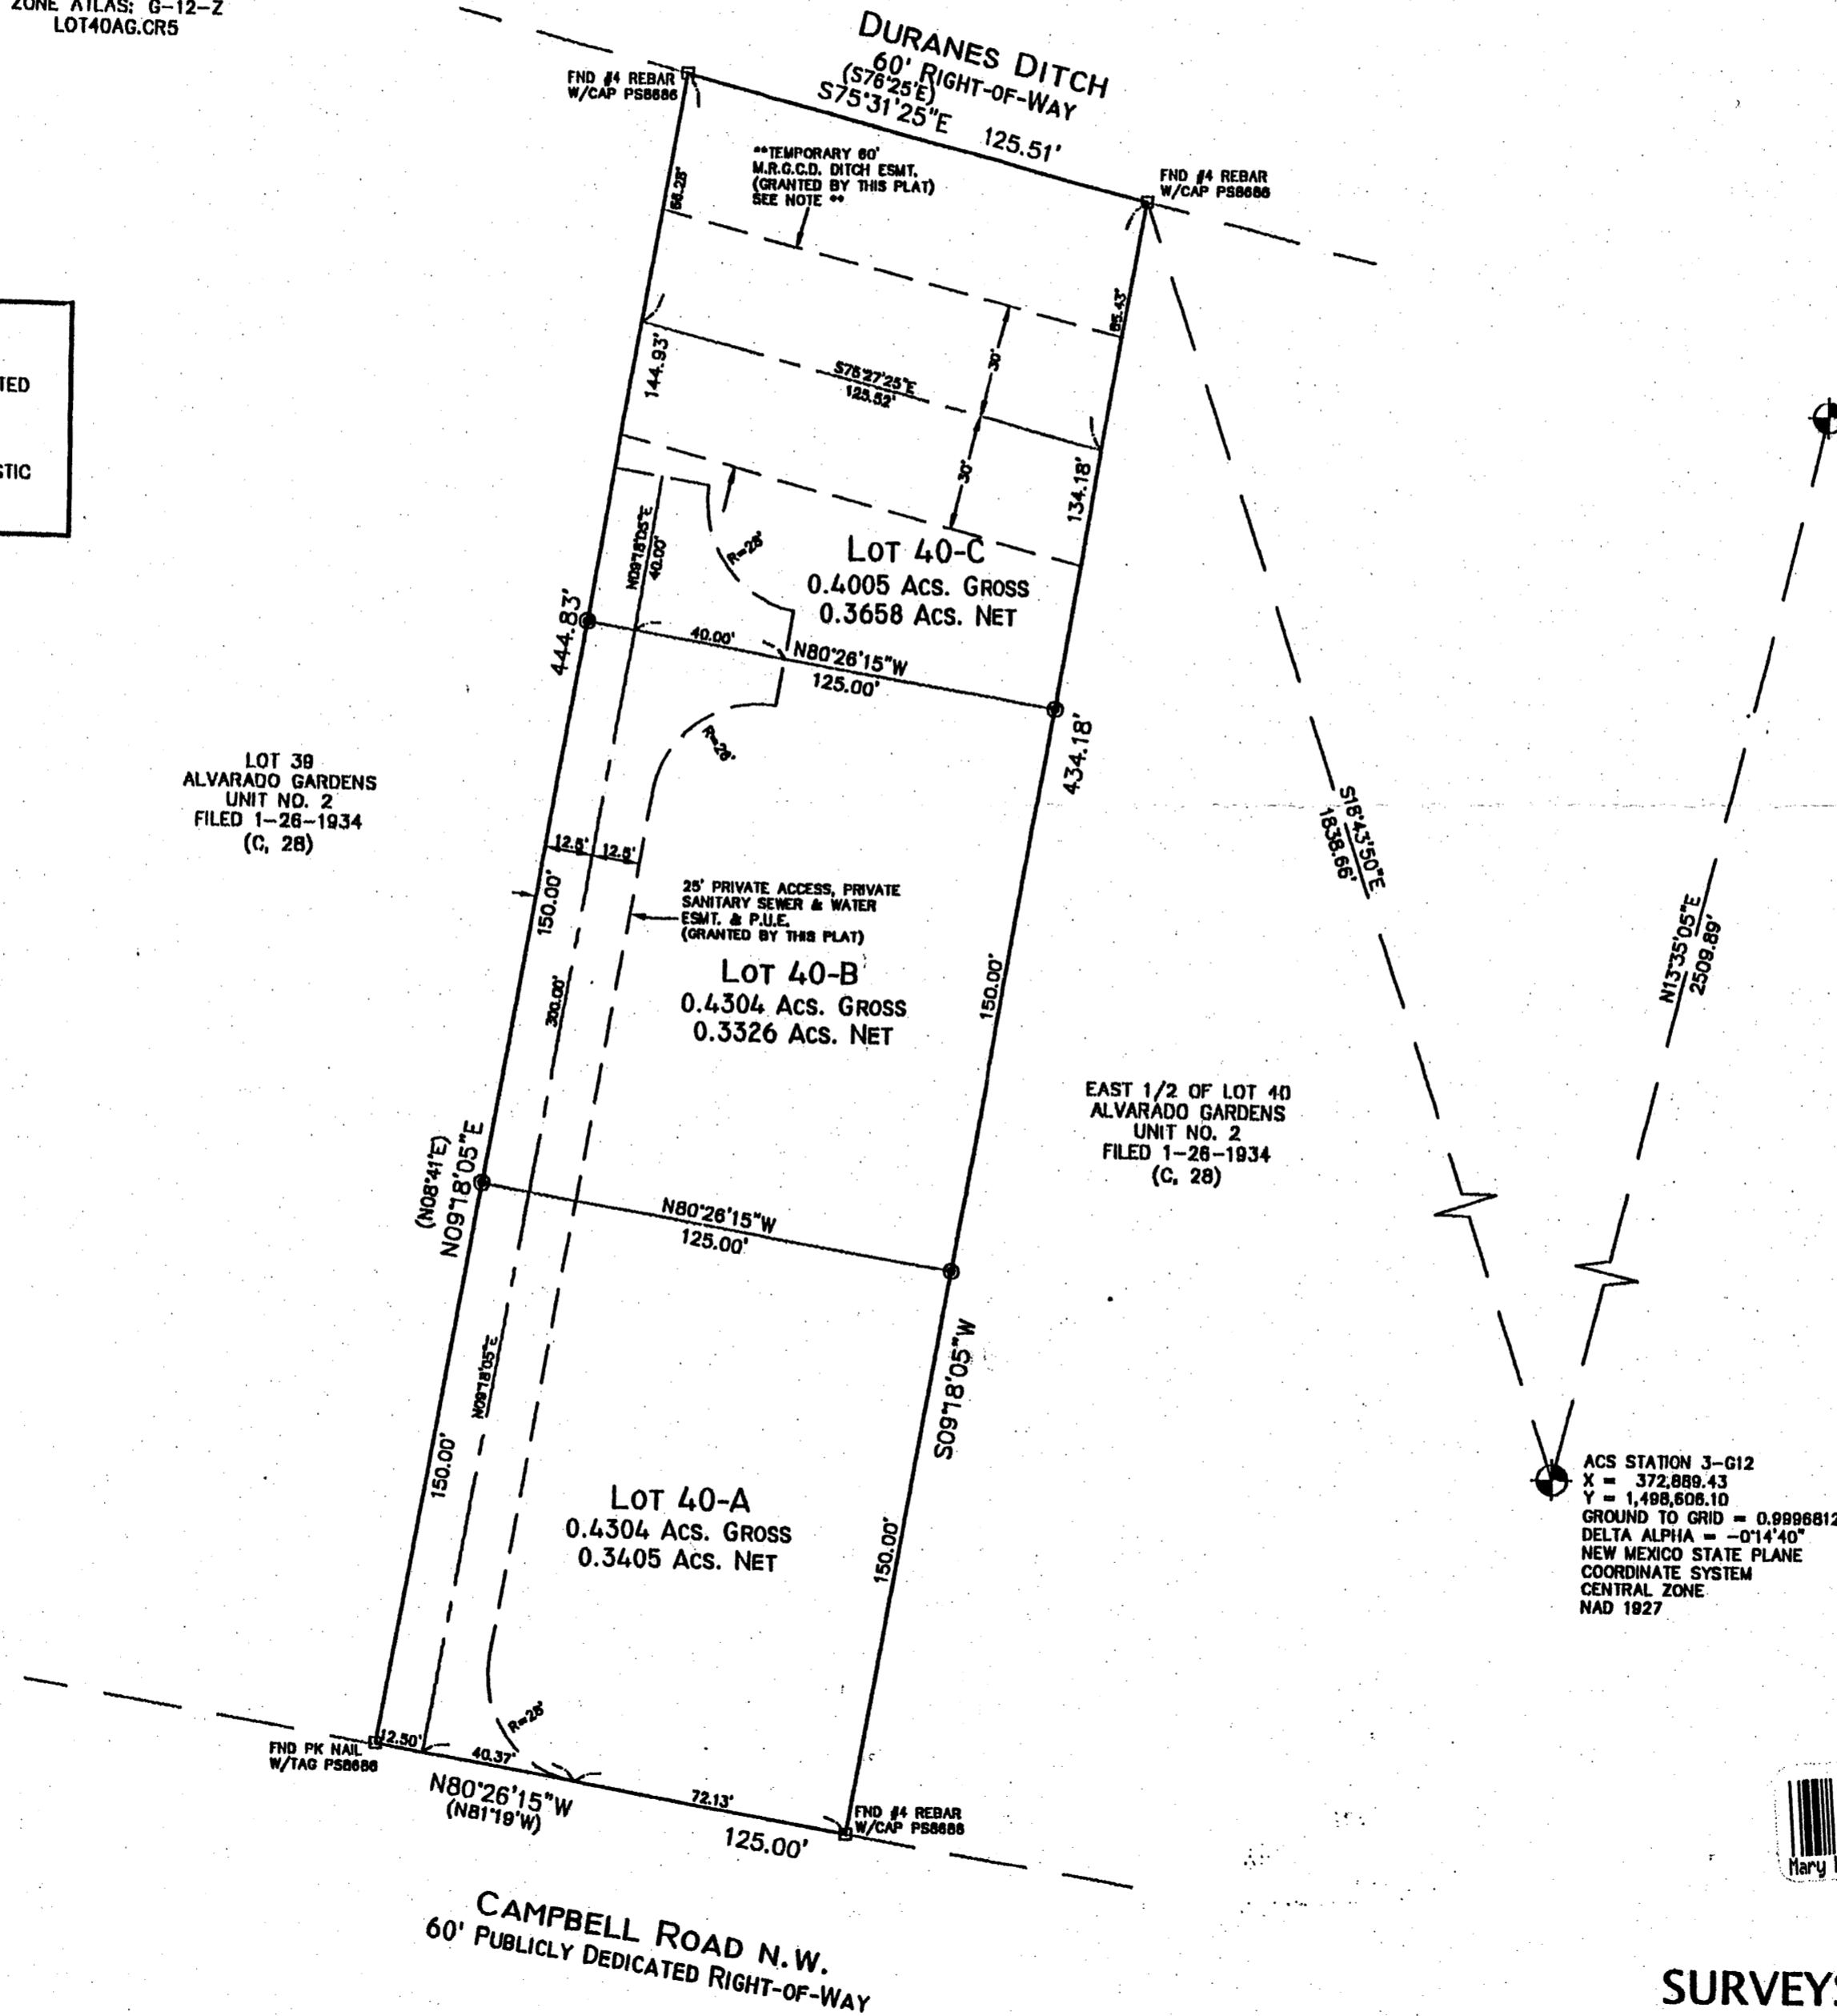 ZONE ATLAS: G-12-Z
LOT40AG.CR5
DURANES DITCH
60' RIGHT-OF-WAY
(S76°25'E)
S75°31'25"E 125.51'
FND #4 REBAR
W/CAP PS8686
FND #4 REBAR
W/CAP PS8686
**TEMPORARY 60'
M.R.G.C.D. DITCH ESMT.
(GRANTED BY THIS PLAT)
SEE NOTE **
TED
STIC
144.93'
125.52'
30'
30'
134.18'
N09°18'05"E
40.00'
R=25'
LOT 40-C
0.4005 ACS. GROSS
0.3658 ACS. NET
444.83'
40.00'
N80°26'15"W
125.00'
R=25'
434.18'
LOT 39
ALVARADO GARDENS
UNIT NO. 2
FILED 1-26-1934
(C, 28)
12.5' 12.5'
150.00'
25' PRIVATE ACCESS, PRIVATE
SANITARY SEWER & WATER
ESMT. & P.U.E.
(GRANTED BY THIS PLAT)
LOT 40-B
0.4304 ACS. GROSS
0.3326 ACS. NET
300.00'
150.00'
S18°43'50"E
1838.66'
N13°35'05"E
2509.89'
EAST 1/2 OF LOT 40
ALVARADO GARDENS
UNIT NO. 2
FILED 1-26-1934
(C, 28)
(N08°41'E)
N09°18'05"E
N80°26'15"W
125.00'
N09°18'05"E
S09°18'05"W
150.00'
LOT 40-A
0.4304 ACS. GROSS
0.3405 ACS. NET
150.00'
ACS STATION 3-G12
X = 372,889.43
Y = 1,498,606.10
GROUND TO GRID = 0.9996812
DELTA ALPHA = -0°14'40"
NEW MEXICO STATE PLANE
COORDINATE SYSTEM
CENTRAL ZONE
NAD 1927
R=25'
FND PK NAIL
W/TAG PS8686
12.50'
40.37'
72.13'
N80°26'15"W
(N81°19'W)
125.00'
FND #4 REBAR
W/CAP PS8686
CAMPBELL ROAD N.W.
60' PUBLICLY DEDICATED RIGHT-OF-WAY
Mary
SURVEYS